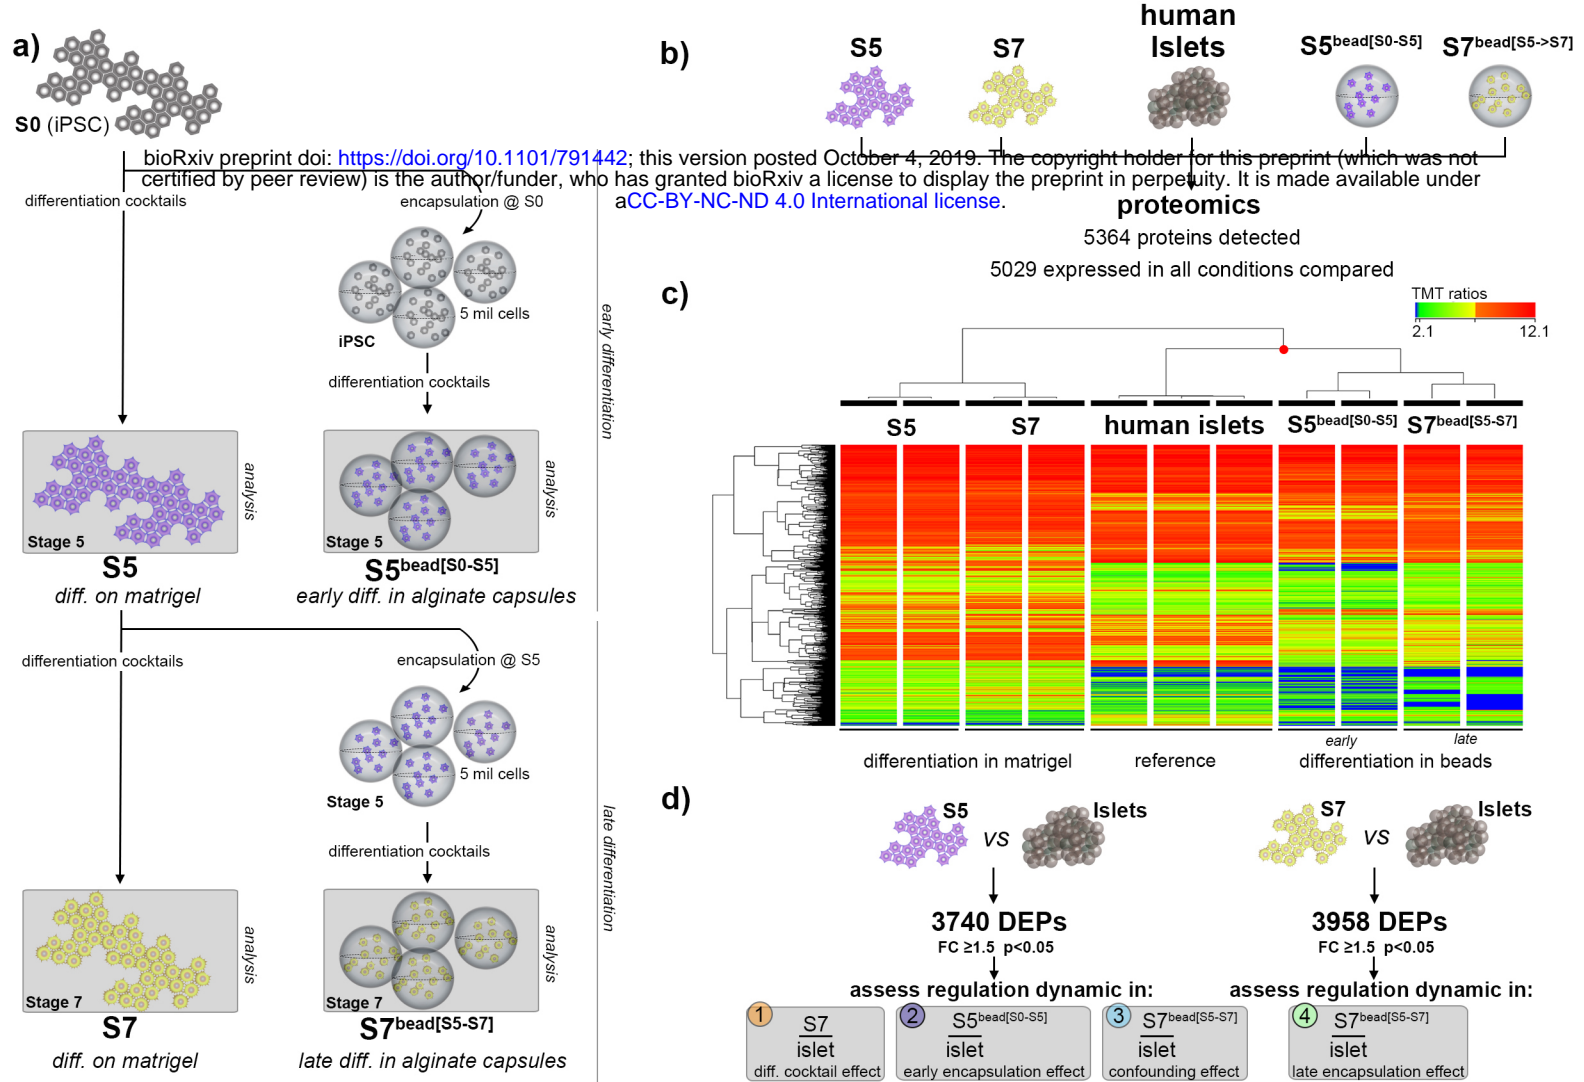 a)
S0 (iPSC)
differentiation cocktails
encapsulation @ S0
5 mil cells
iPSC
differentiation cocktails
early differentiation
Stage 5
analysis
Stage 5
analysis
S5
S5bead[S0-S5]
diff. on matrigel
early diff. in alginate capsules
differentiation cocktails
encapsulation @ S5
5 mil cells
Stage 5
differentiation cocktails
late differentiation
Stage 7
analysis
Stage 7
analysis
S7
S7bead[S5-S7]
diff. on matrigel
late diff. in alginate capsules
bioRxiv preprint doi: https://doi.org/10.1101/791442; this version posted October 4, 2019. The copyright holder for this preprint (which was not
certified by peer review) is the author/funder, who has granted bioRxiv a license to display the preprint in perpetuity. It is made available under
aCC-BY-NC-ND 4.0 International license.
b)
S5
S7
human
Islets
S5bead[S0-S5]
S7bead[S5->S7]
proteomics
5364 proteins detected
5029 expressed in all conditions compared
c)
TMT ratios
2.1
12.1
S5
S7
human islets
S5bead[S0-S5]
S7bead[S5-S7]
early
late
differentiation in matrigel
reference
differentiation in beads
d)
S5
vs
Islets
3740 DEPs
FC ≥1.5 p<0.05
assess regulation dynamic in:
1
S7
islet
diff. cocktail effect
2
S5bead[S0-S5]
islet
early encapsulation effect
3
S7bead[S5-S7]
islet
confounding effect
S7
vs
Islets
3958 DEPs
FC ≥1.5 p<0.05
assess regulation dynamic in:
4
S7bead[S5-S7]
islet
late encapsulation effect